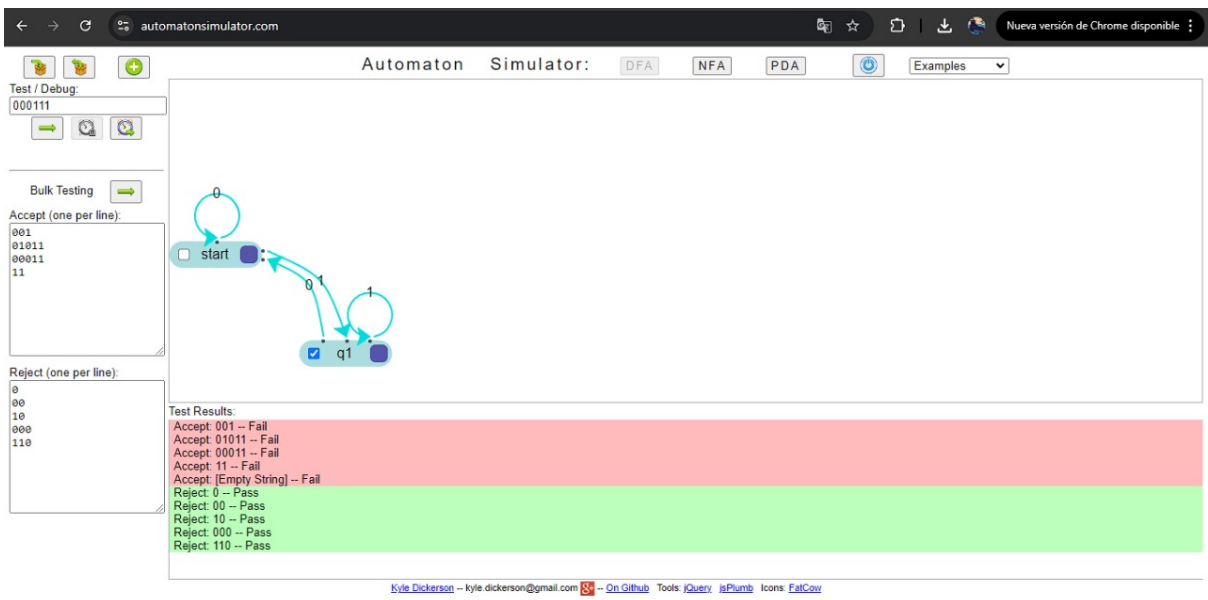 automatonsimulator.com
Nueva versión de Chrome disponible
Automaton Simulator:
DFA
NFA
PDA
Examples
Test / Debug:
000111
Bulk Testing
Accept (one per line):
001
01011
00011
11
Reject (one per line):
0
00
10
000
110
0
start
0
1
1
q1
Test Results:
Accept: 001 -- Fail
Accept: 01011 -- Fail
Accept: 00011 -- Fail
Accept: 11 -- Fail
Accept: [Empty String] -- Fail
Reject: 0 -- Pass
Reject: 00 -- Pass
Reject: 10 -- Pass
Reject: 000 -- Pass
Reject: 110 -- Pass
Kyle Dickerson -- kyle.dickerson@gmail.com g+ -- On Github Tools: jQuery jsPlumb Icons: FatCow